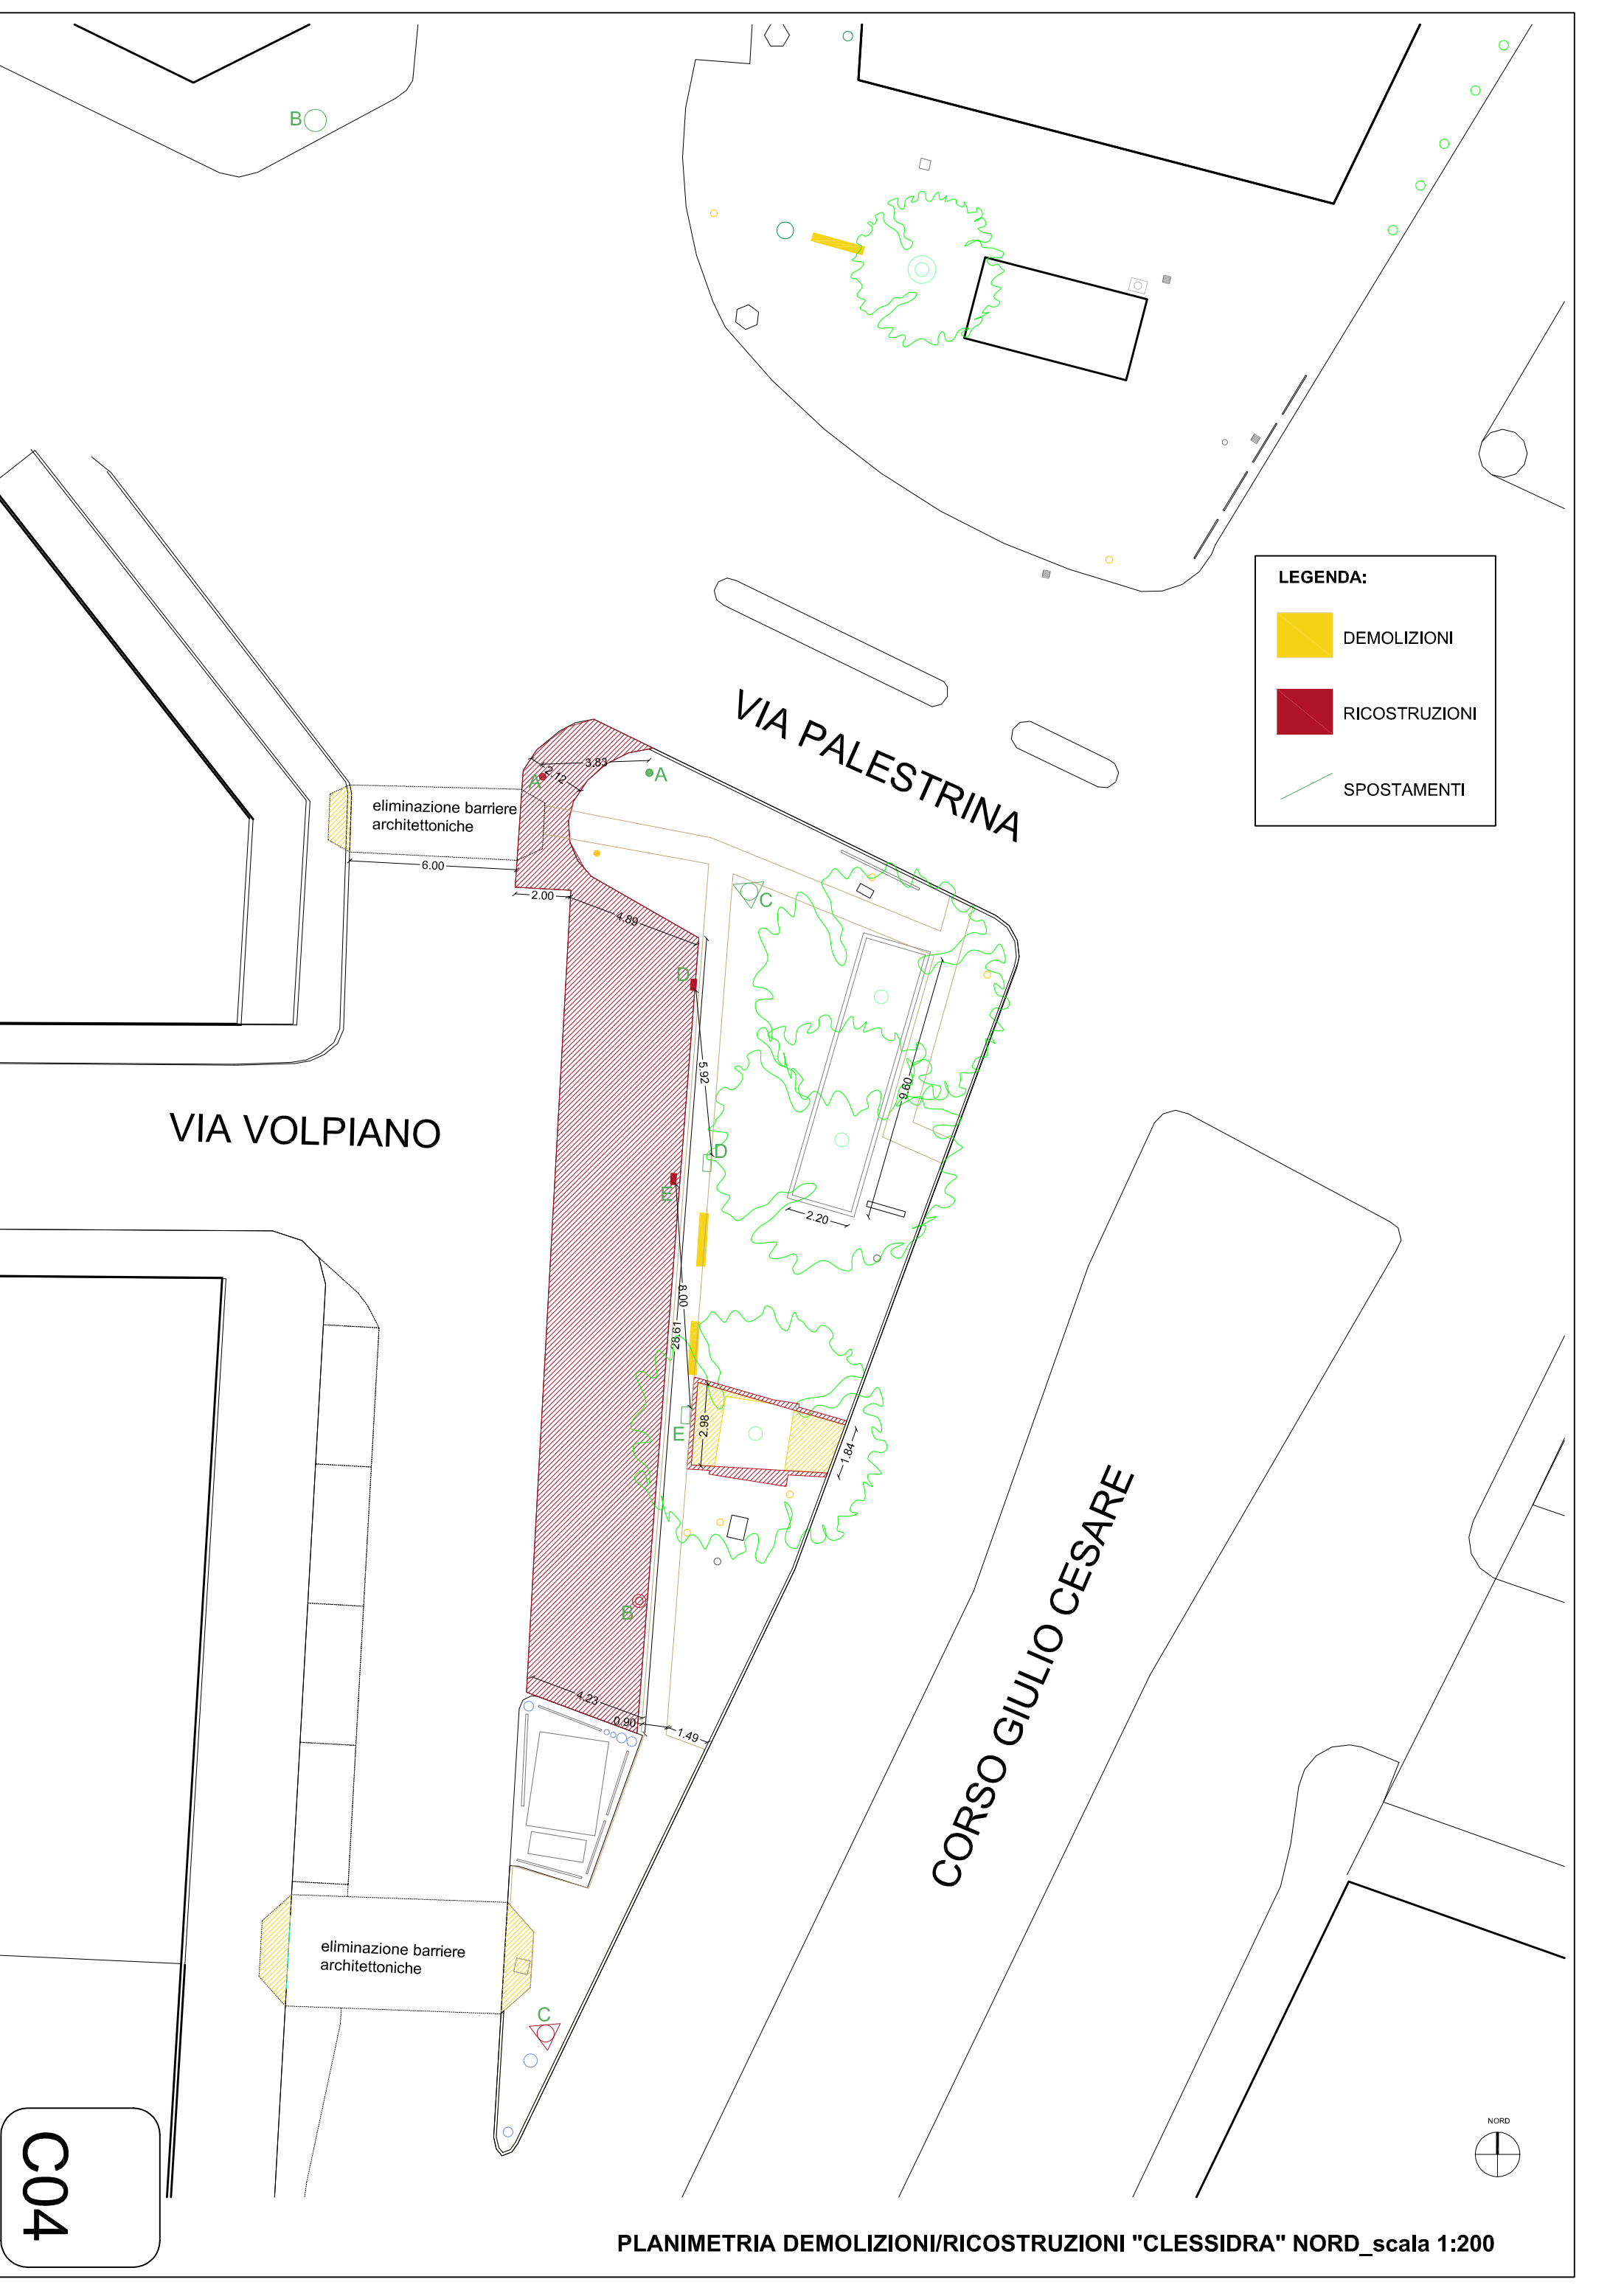 B
LEGENDA:
DEMOLIZIONI
RICOSTRUZIONI
SPOSTAMENTI
VIA PALESTRINA
3.83
2.12
A
A
eliminazione barriere
architettoniche
6.00
2.00
4.89
C
D
5.92
9.60
VIA VOLPIANO
D
E
2.20
8.00
28.61
2.98
E
1.84
CORSO GIULIO CESARE
B
4.23
0.90
1.49
eliminazione barriere
architettoniche
C
C04
NORD
PLANIMETRIA DEMOLIZIONI/RICOSTRUZIONI "CLESSIDRA" NORD_scala 1:200